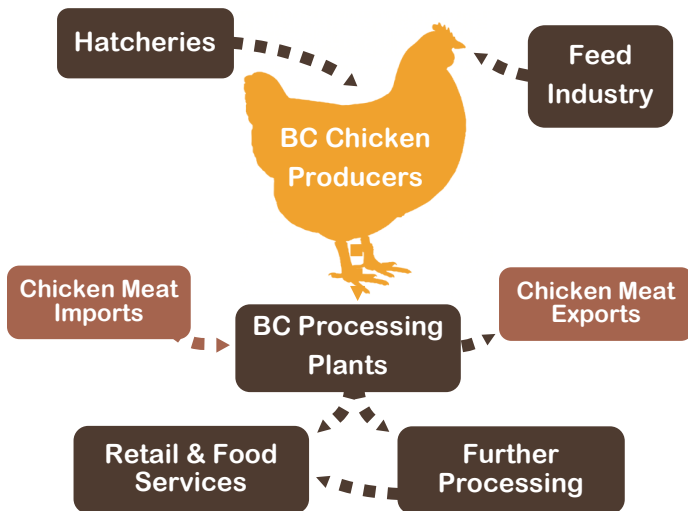 Hatcheries
Feed
Industry
BC Chicken
Producers
Chicken Meat
Imports
Chicken Meat
Exports
BC Processing
Plants
Retail & Food
Services
Further
Processing